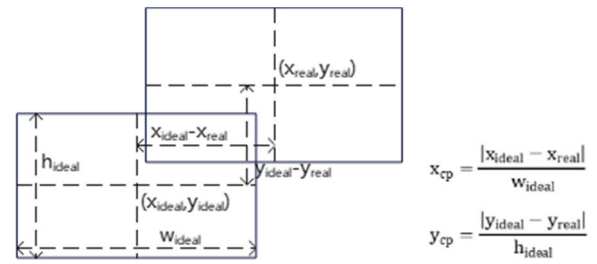 (x_real,y_real)
x_ideal-x_real
h_ideal
y_ideal-y_real
(x_ideal,y_ideal)
w_ideal
x_cp = |x_ideal − x_real| / w_ideal
y_cp = |y_ideal − y_real| / h_ideal